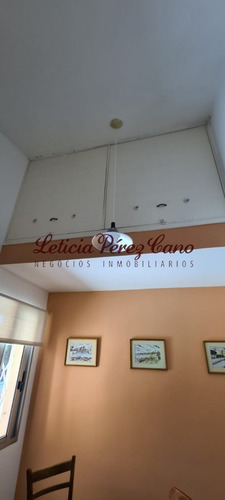 Leticia Pérez Cano
NEGOCIOS INMOBILIARIOS